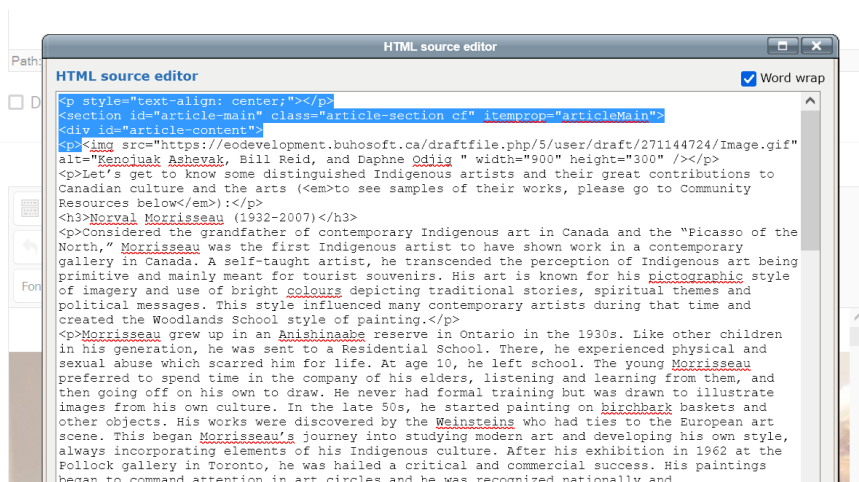 HTML source editor
Path:
HTML source editor
Word wrap
D
<p style="text-align: center;"></p>
<section id="article-main" class="article-section cf" itemprop="articleMain">
<div id="article-content">
<p><img src="https://eodevelopment.buhosoft.ca/draftfile.php/5/user/draft/271144724/Image.gif"
alt="Kenojuak Ashevak, Bill Reid, and Daphne Odjig " width="900" height="300" /></p>
<p>Let’s get to know some distinguished Indigenous artists and their great contributions to
Canadian culture and the arts (<em>to see samples of their works, please go to Community
Resources below</em>):</p>
<h3>Norval Morrisseau (1932-2007)</h3>
<p>Considered the grandfather of contemporary Indigenous art in Canada and the “Picasso of the
North,” Morrisseau was the first Indigenous artist to have shown work in a contemporary
gallery in Canada. A self-taught artist, he transcended the perception of Indigenous art being
primitive and mainly meant for tourist souvenirs. His art is known for his pictographic style
Fon
of imagery and use of bright colours depicting traditional stories, spiritual themes and
political messages. This style influenced many contemporary artists during that time and
created the Woodlands School style of painting.</p>
<p>Morrisseau grew up in an Anishinaabe reserve in Ontario in the 1930s. Like other children
in his generation, he was sent to a Residential School. There, he experienced physical and
sexual abuse which scarred him for life. At age 10, he left school. The young Morrisseau
preferred to spend time in the company of his elders, listening and learning from them, and
then going off on his own to draw. He never had formal training but was drawn to illustrate
images from his own culture. In the late 50s, he started painting on birchbark baskets and
other objects. His works were discovered by the Weinsteins who had ties to the European art
scene. This began Morrisseau’s journey into studying modern art and developing his own style,
always incorporating elements of his Indigenous culture. After his exhibition in 1962 at the
Pollock gallery in Toronto, he was hailed a critical and commercial success. His paintings
began to command attention in art circles and he was recognized nationally and